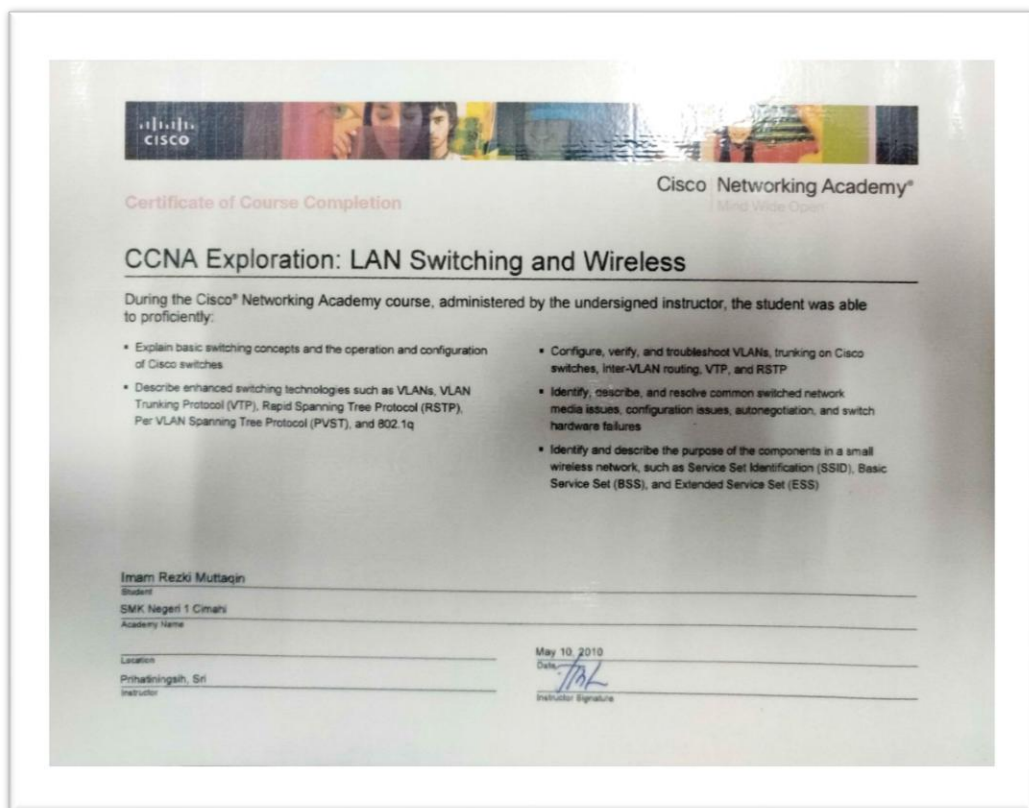 CISCO
Cisco Networking Academy®
Mind Wide Open
Certificate of Course Completion
CCNA Exploration: LAN Switching and Wireless
During the Cisco® Networking Academy course, administered by the undersigned instructor, the student was able
to proficiently:
• Explain basic switching concepts and the operation and configuration
of Cisco switches
• Describe enhanced switching technologies such as VLANs, VLAN
Trunking Protocol (VTP), Rapid Spanning Tree Protocol (RSTP),
Per VLAN Spanning Tree Protocol (PVST), and 802.1q
• Configure, verify, and troubleshoot VLANs, trunking on Cisco
switches, inter-VLAN routing, VTP, and RSTP
• Identify, describe, and resolve common switched network
media issues, configuration issues, autonegotiation, and switch
hardware failures
• Identify and describe the purpose of the components in a small
wireless network, such as Service Set Identification (SSID), Basic
Service Set (BSS), and Extended Service Set (ESS)
Imam Rezki Muttaqin
Student
SMK Negeri 1 Cimahi
Academy Name
Location
Prihatiningsih, Sri
Instructor
May 10, 2010
Date
Instructor Signature